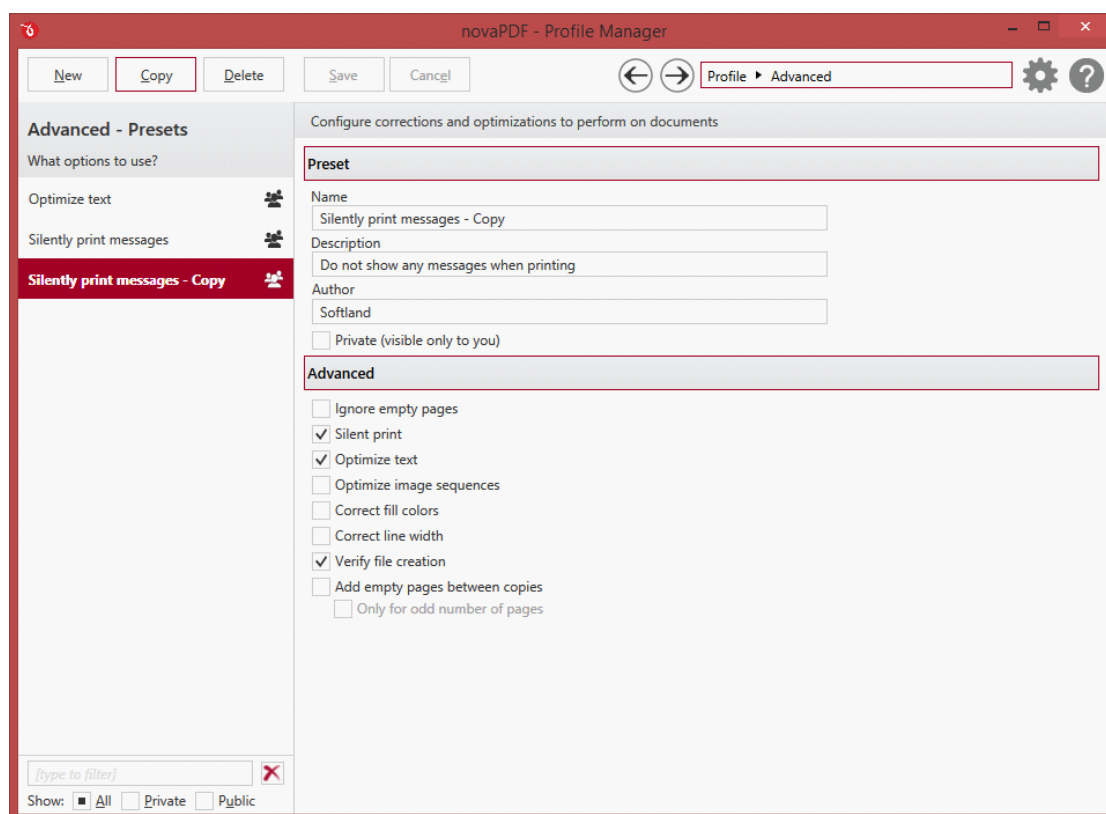 novaPDF - Profile Manager
New Copy Delete Save Cancel Profile Advanced
Advanced - Presets
What options to use?
Optimize text
Silently print messages
Silently print messages - Copy
[type to filter]
Show: All Private Public
Configure corrections and optimizations to perform on documents
Preset
Name
Silently print messages - Copy
Description
Do not show any messages when printing
Author
Softland
Private (visible only to you)
Advanced
Ignore empty pages
Silent print
Optimize text
Optimize image sequences
Correct fill colors
Correct line width
Verify file creation
Add empty pages between copies
Only for odd number of pages